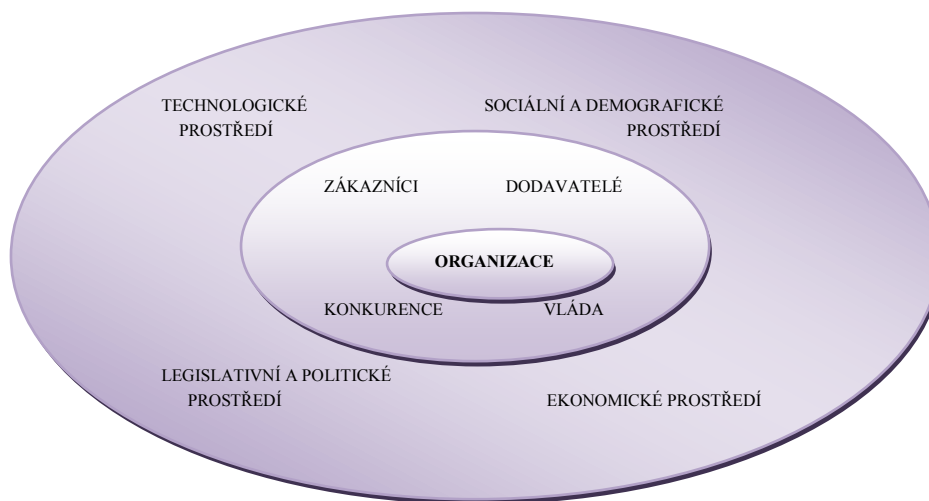 TECHNOLOGICKÉ
PROSTŘEDÍ
SOCIÁLNÍ A DEMOGRAFICKÉ
PROSTŘEDÍ
ZÁKAZNÍCI
DODAVATELÉ
ORGANIZACE
KONKURENCE
VLÁDA
LEGISLATIVNÍ A POLITICKÉ
PROSTŘEDÍ
EKONOMICKÉ PROSTŘEDÍ